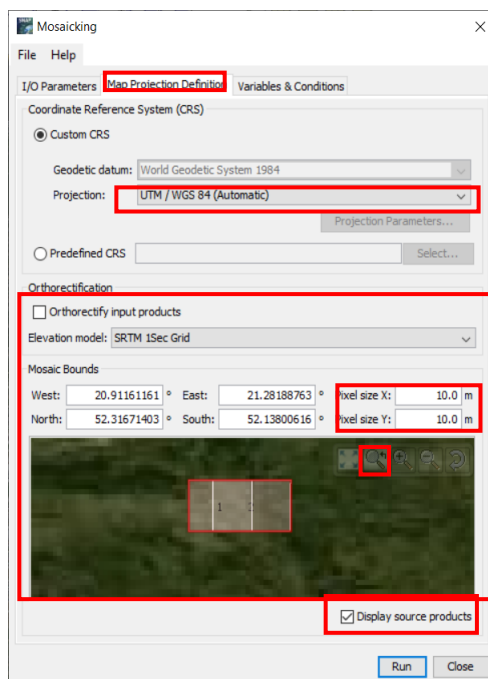 SNAP
Mosaicking
File Help
I/O Parameters Map Projection Definition Variables & Conditions
Coordinate Reference System (CRS)
Custom CRS
Geodetic datum: World Geodetic System 1984
Projection: UTM / WGS 84 (Automatic)
Projection Parameters...
Predefined CRS Select...
Orthorectification
Orthorectify input products
Elevation model: SRTM 1Sec Grid
Mosaic Bounds
West: 20.91161161 ° East: 21.28188763 ° Pixel size X: 10.0 m
North: 52.31671403 ° South: 52.13800616 ° Pixel size Y: 10.0 m
1 2
Display source products
Run Close